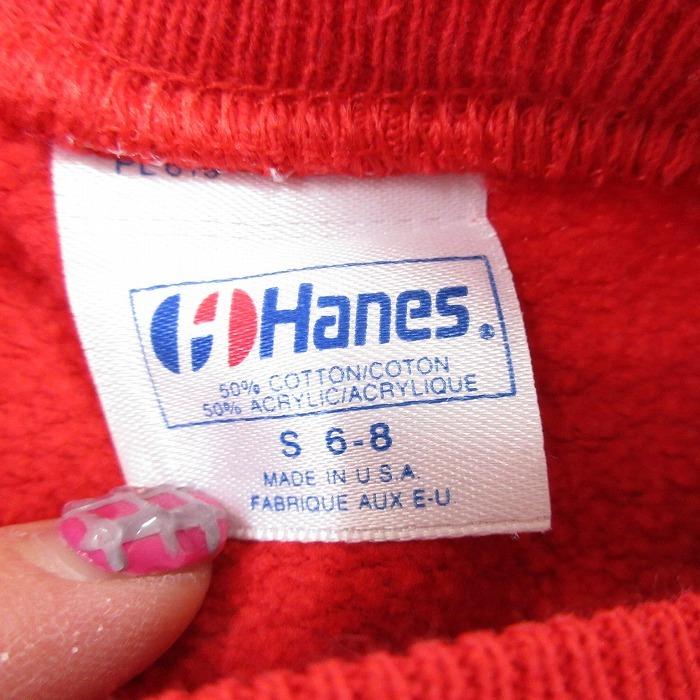 Hanes®
50% COTTON/COTON
50% ACRYLIC/ACRYLIQUE
S 6-8
MADE IN U.S.A.
FABRIQUE AUX E-U